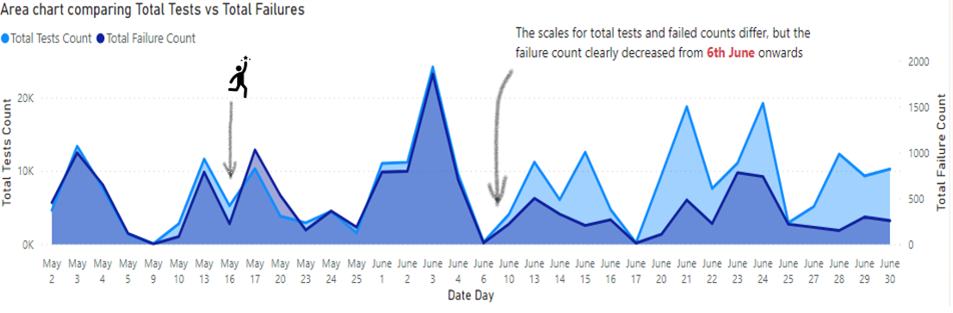 Area chart comparing Total Tests vs Total Failures
Total Tests Count Total Failure Count
The scales for total tests and failed counts differ, but the
failure count clearly decreased from 6th June onwards
Total Tests Count
20K
10K
0K
2000
1500
1000
500
0
Total Failure Count
May May May May May May May May May May May May May June June June June June June June June June June June June June June June June June June June June June
2 3 4 5 9 10 13 16 17 20 23 24 25 1 2 3 4 6 10 13 14 15 16 17 20 21 22 23 24 25 27 28 29 30
Date Day